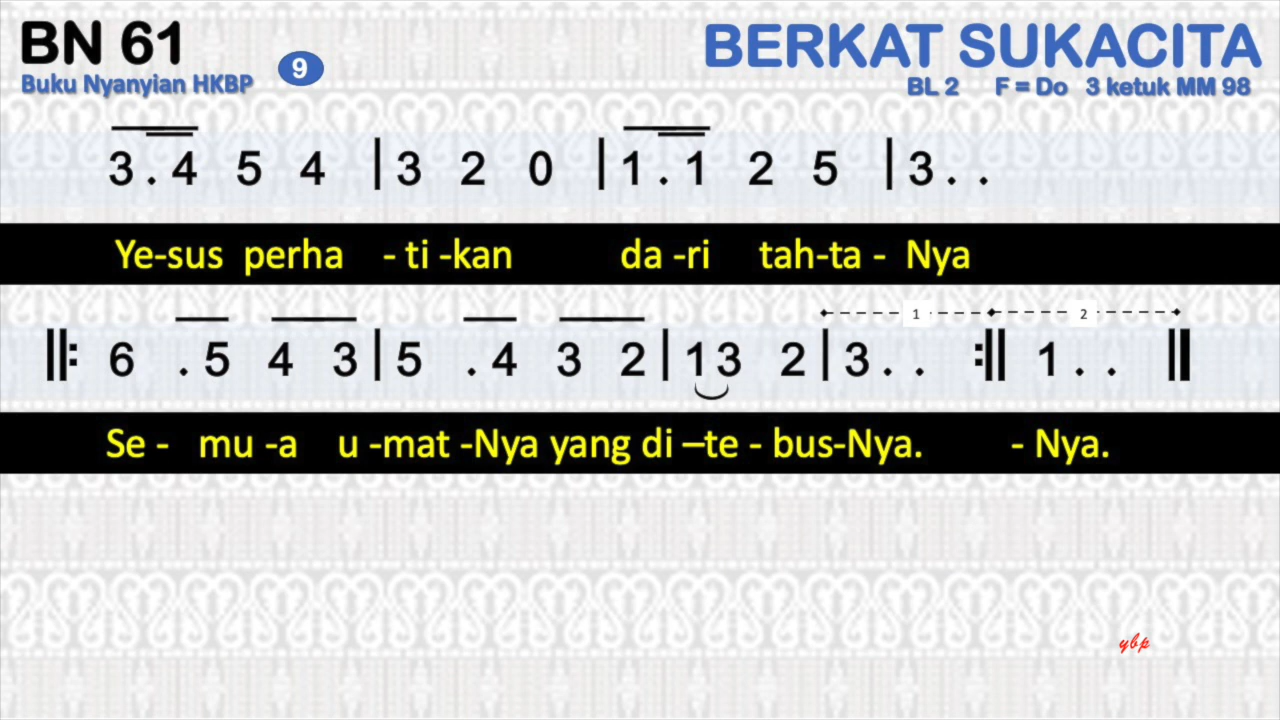 BN 61
Buku Nyanyian HKBP
9
BERKAT SUKACITA
BL 2 F = Do 3 ketuk MM 98
3 . 4 5 4 | 3 2 0 | 1 . 1 2 5 | 3 . .
Ye-sus perha - ti -kan da -ri tah-ta - Nya
1 2
||: 6 . 5 4 3 | 5 . 4 3 2 | 1 3 2 | 3 . . :|| 1 . . ||
Se - mu -a u -mat -Nya yang di –te - bus-Nya. - Nya.
ybp